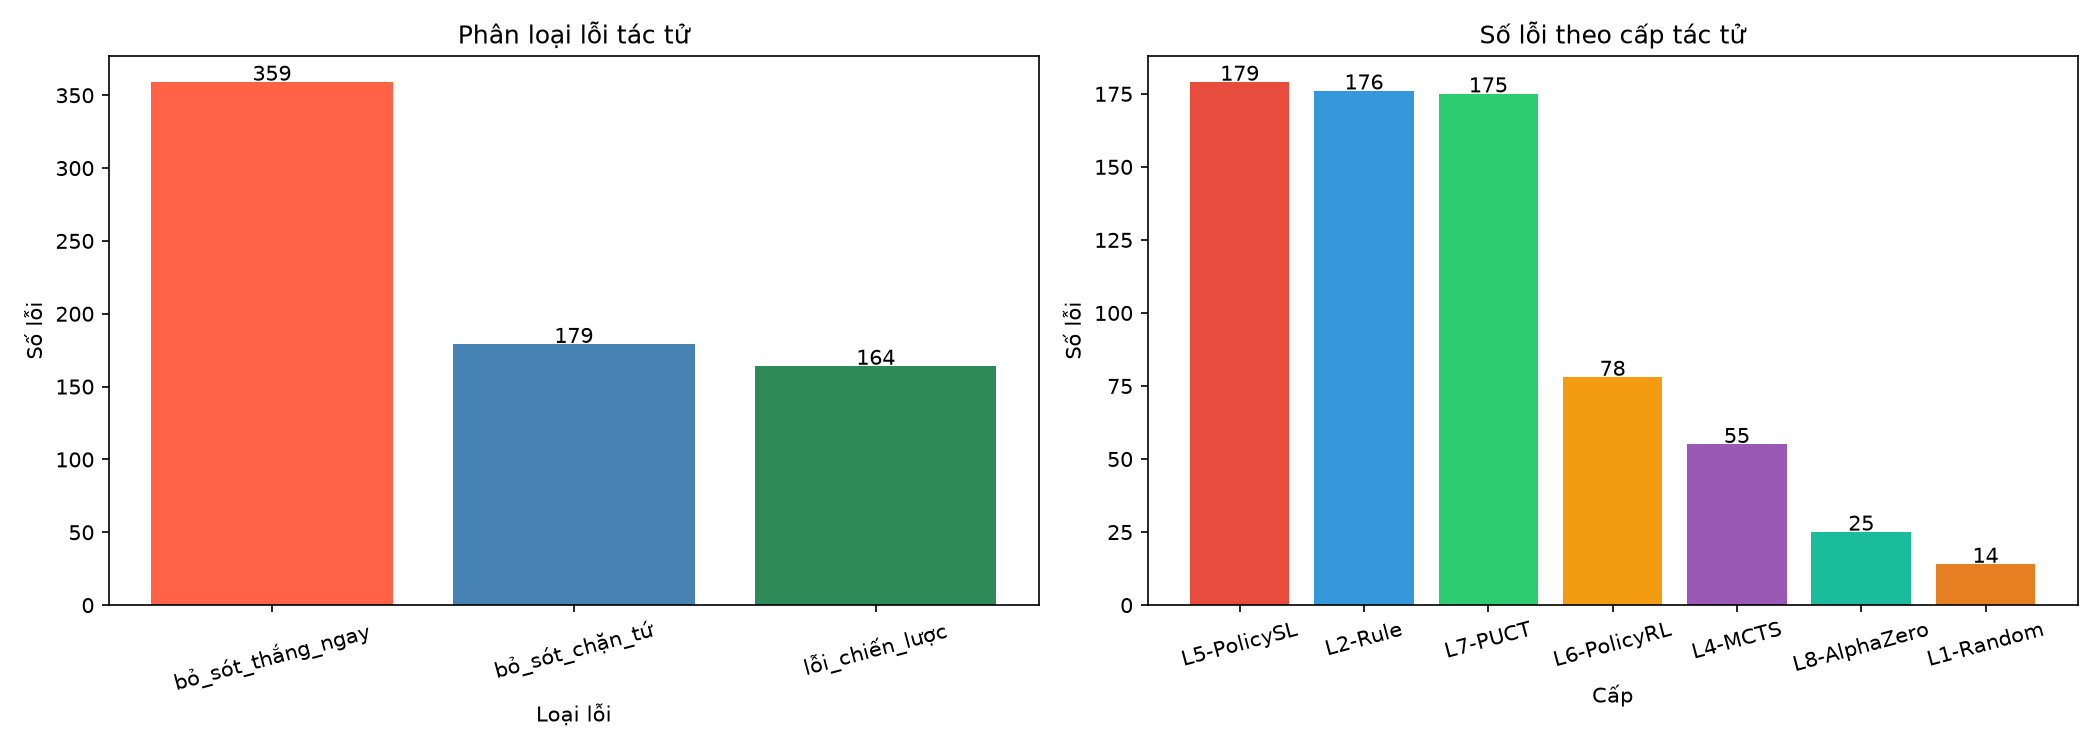 Phân loại lỗi tác tử
Số lỗi
350
300
250
200
150
100
50
0
359
179
164
bỏ_sót_thắng_ngay
bỏ_sót_chặn_tứ
lỗi_chiến_lược
Loại lỗi
Số lỗi theo cấp tác tử
Số lỗi
175
150
125
100
75
50
25
0
179
176
175
78
55
25
14
L5-PolicySL
L2-Rule
L7-PUCT
L6-PolicyRL
L4-MCTS
L8-AlphaZero
L1-Random
Cấp